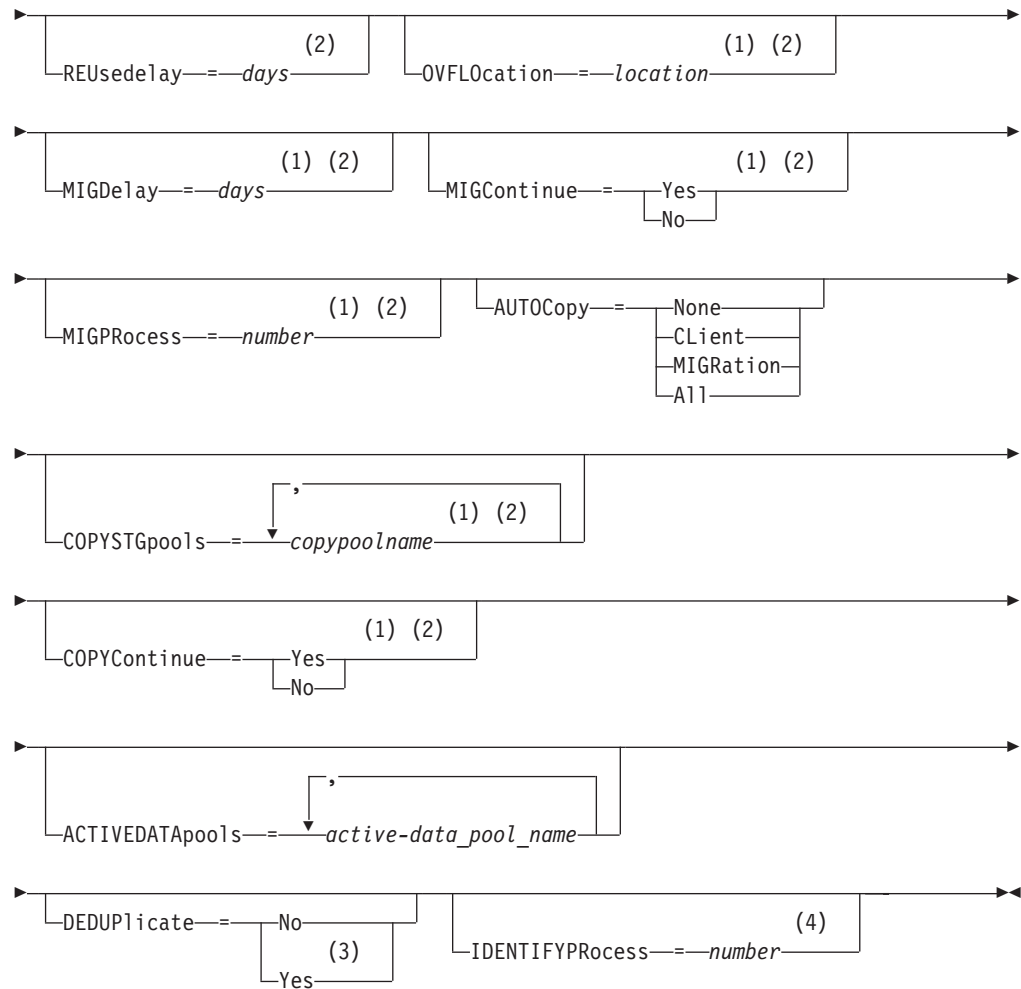 (2) (1) (2)
REUsedelay = days OVFLOcation = location
(1) (2) (1) (2)
MIGDelay = days MIGContinue = Yes
No
(1) (2)
MIGPRocess = number AUTOCopy = None
CLient
MIGRation
All
,
(1) (2)
COPYSTGpools = copypoolname
(1) (2)
COPYContinue = Yes
No
,
ACTIVEDATApools = active-data_pool_name
DEDUPlicate = No (4)
(3) IDENTIFYPRocess = number
Yes